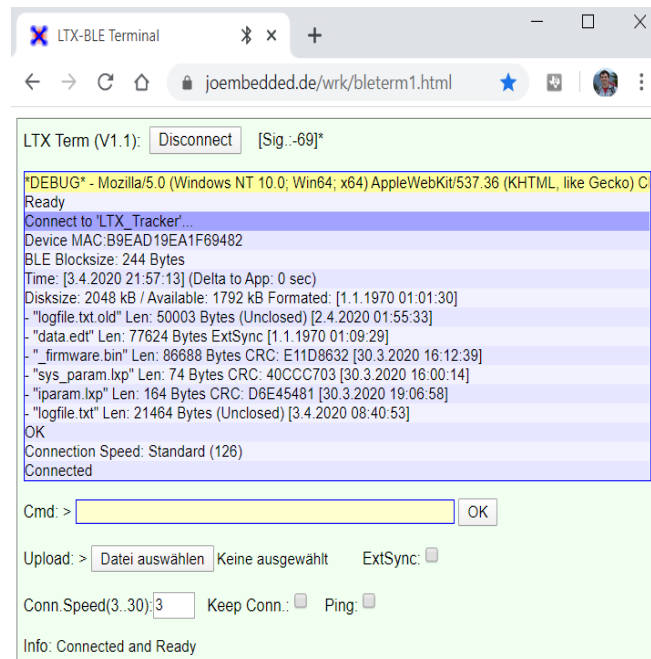 LTX-BLE Terminal
joembedded.de/wrk/bleterm1.html
LTX Term (V1.1): Disconnect [Sig.:-69]*
*DEBUG* - Mozilla/5.0 (Windows NT 10.0; Win64; x64) AppleWebKit/537.36 (KHTML, like Gecko) C
Ready
Connect to 'LTX_Tracker'...
Device MAC:B9EAD19EA1F69482
BLE Blocksize: 244 Bytes
Time: [3.4.2020 21:57:13] (Delta to App: 0 sec)
Disksize: 2048 kB / Available: 1792 kB Formated: [1.1.1970 01:01:30]
- "logfile.txt.old" Len: 50003 Bytes (Unclosed) [2.4.2020 01:55:33]
- "data.edt" Len: 77624 Bytes ExtSync [1.1.1970 01:09:29]
- "_firmware.bin" Len: 86688 Bytes CRC: E11D8632 [30.3.2020 16:12:39]
- "sys_param.lxp" Len: 74 Bytes CRC: 40CCC703 [30.3.2020 16:00:14]
- "iparam.lxp" Len: 164 Bytes CRC: D6E45481 [30.3.2020 19:06:58]
- "logfile.txt" Len: 21464 Bytes (Unclosed) [3.4.2020 08:40:53]
OK
Connection Speed: Standard (126)
Connected
Cmd: > OK
Upload: > Datei auswählen Keine ausgewählt ExtSync:
Conn.Speed(3..30): 3 Keep Conn.: Ping:
Info: Connected and Ready